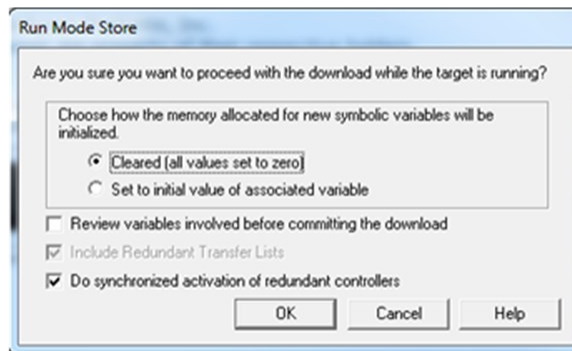 Run Mode Store
Are you sure you want to proceed with the download while the target is running?
Choose how the memory allocated for new symbolic variables will be
initialized.
Cleared (all values set to zero)
Set to initial value of associated variable
Review variables involved before committing the download
Include Redundant Transfer Lists
Do synchronized activation of redundant controllers
OK
Cancel
Help